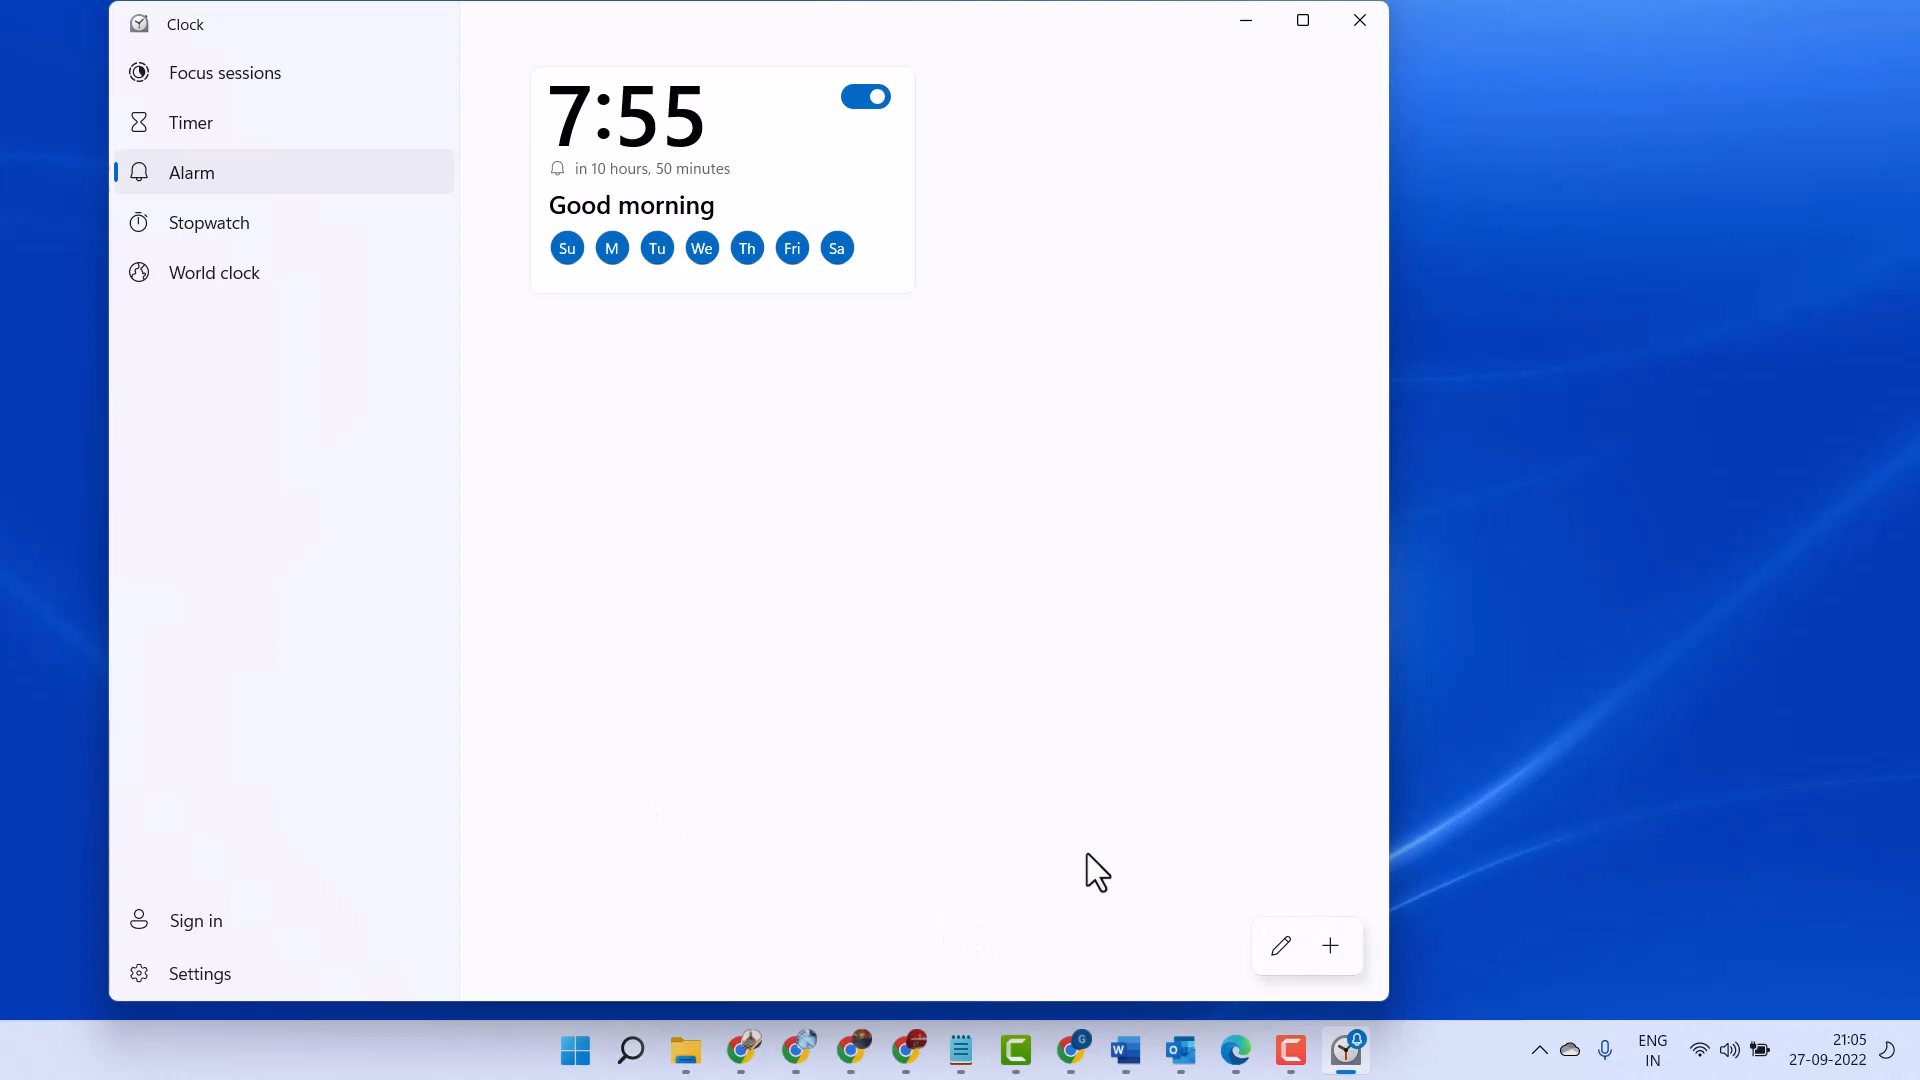 Clock
Focus sessions
Timer
Alarm
Stopwatch
World clock
Sign in
Settings
7:55
in 10 hours, 50 minutes
Good morning
Su M Tu We Th Fri Sa
G
W
ENG
IN
21:05
27-09-2022